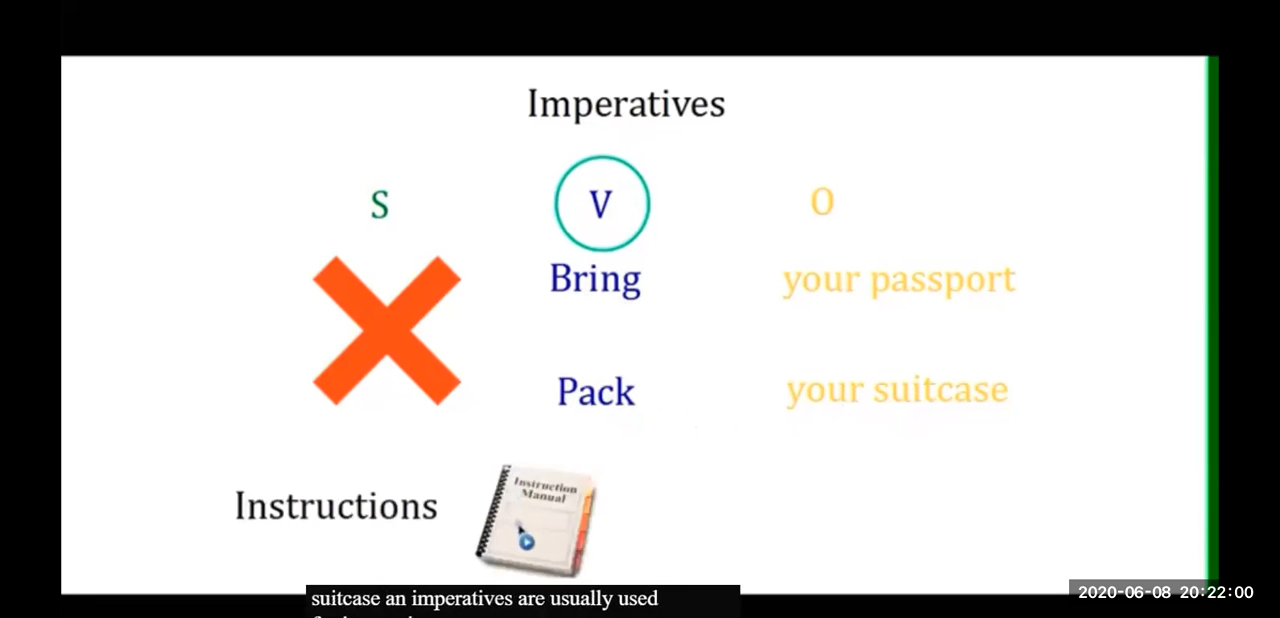 Imperatives
S V O
Bring your passport
Pack your suitcase
Instructions
Instruction
Manual
suitcase an imperatives are usually used
2020-06-08 20:22:00